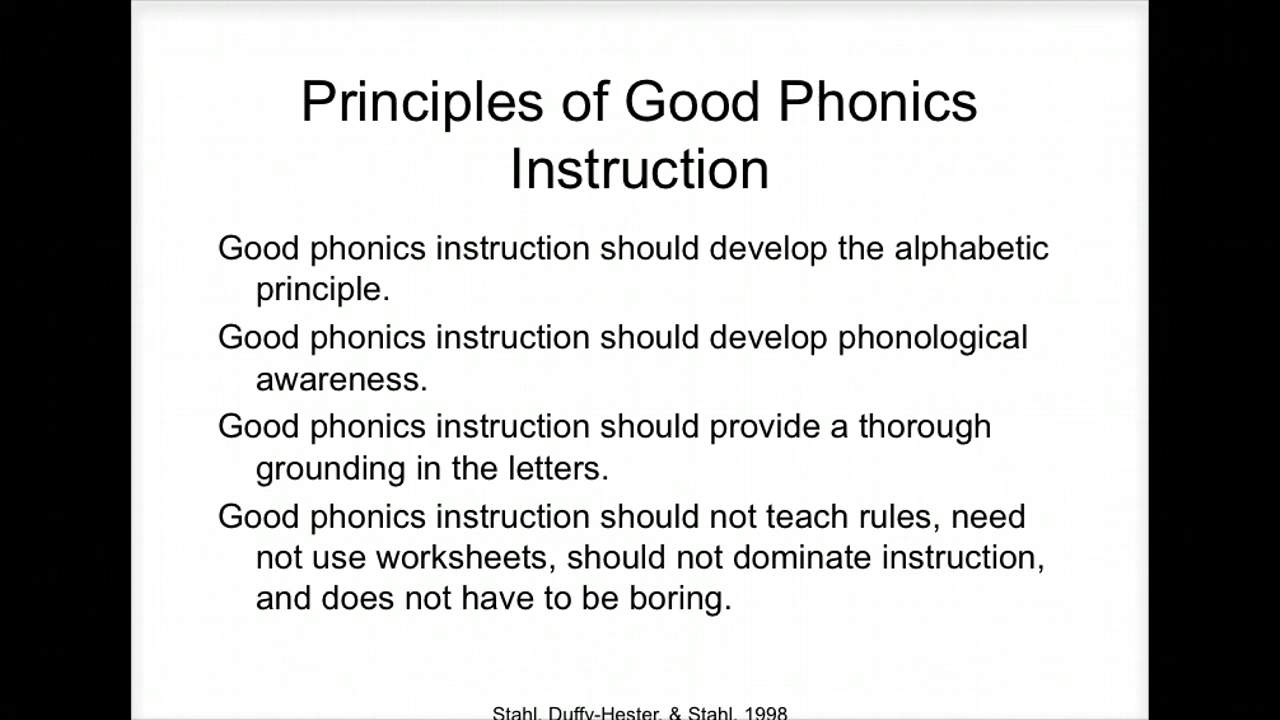 Principles of Good Phonics
Instruction
Good phonics instruction should develop the alphabetic
principle.
Good phonics instruction should develop phonological
awareness.
Good phonics instruction should provide a thorough
grounding in the letters.
Good phonics instruction should not teach rules, need
not use worksheets, should not dominate instruction,
and does not have to be boring.
Stahl, Duffy-Hester, & Stahl, 1998